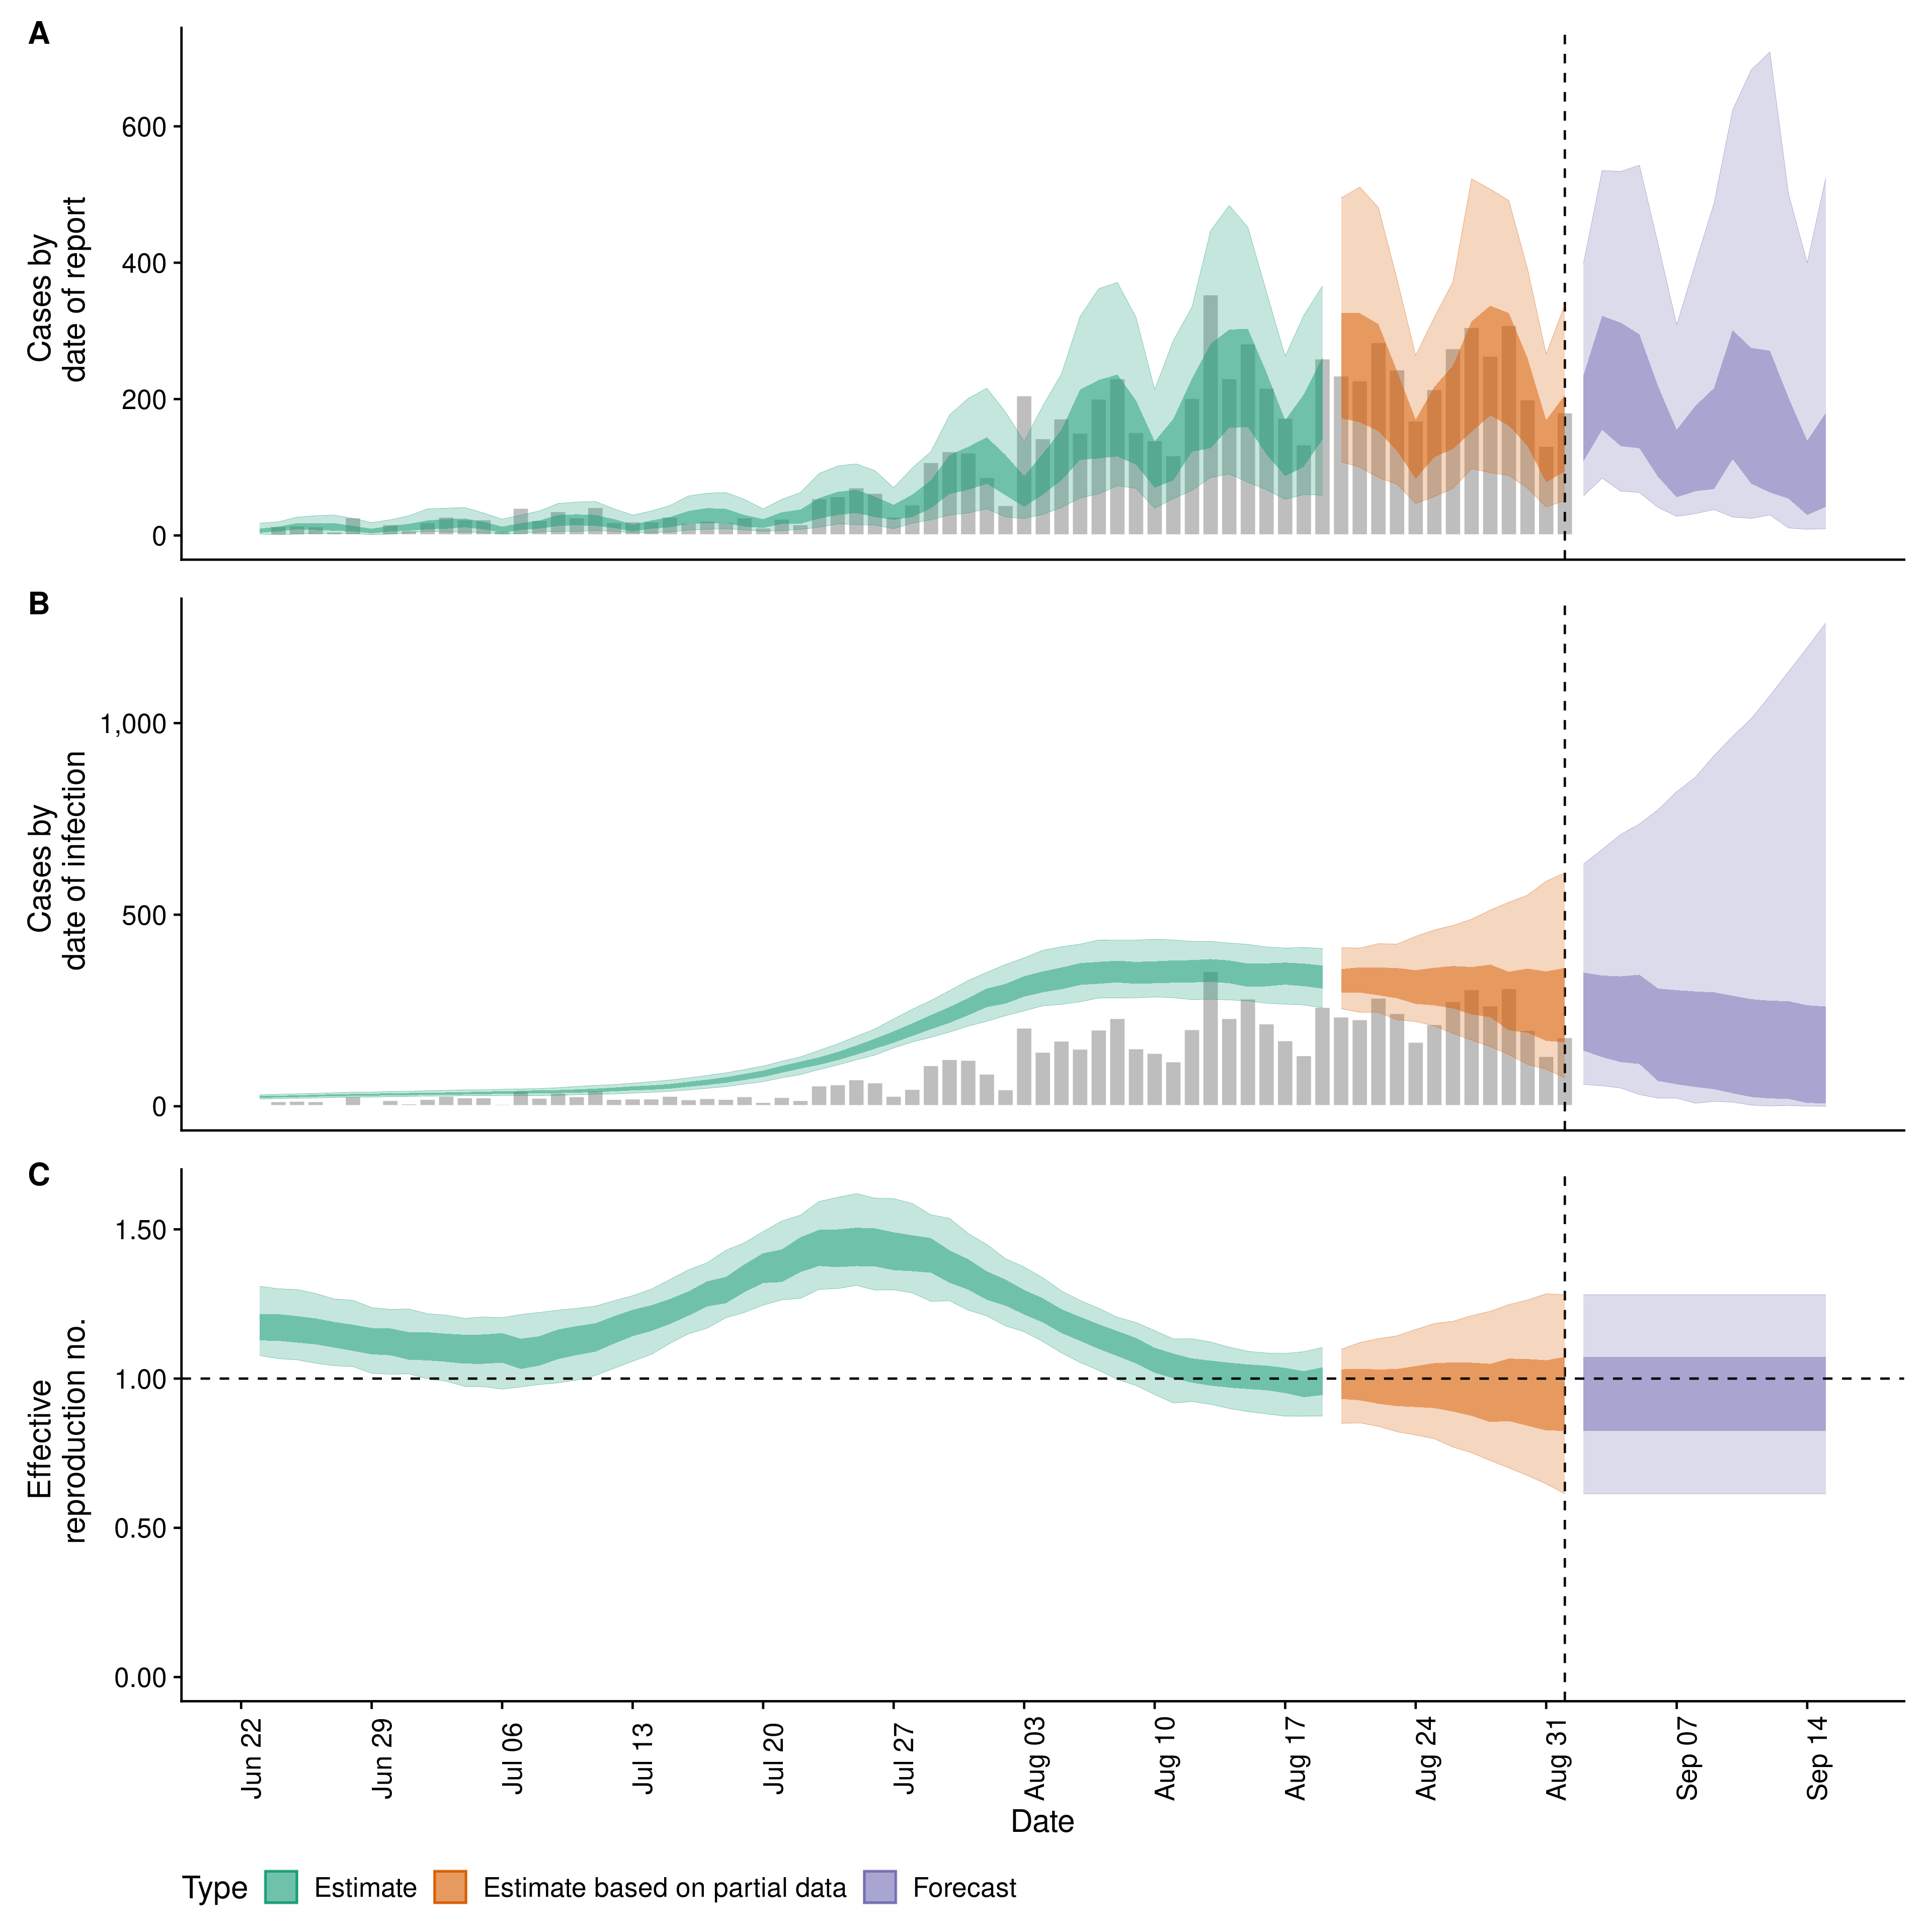 A
Cases by
date of report
600
400
200
0
B
Cases by
date of infection
1,000
500
0
C
Effective
reproduction no.
1.50
1.00
0.50
0.00
Jun 22
Jun 29
Jul 06
Jul 13
Jul 20
Jul 27
Aug 03
Aug 10
Aug 17
Aug 24
Aug 31
Sep 07
Sep 14
Date
Type Estimate Estimate based on partial data Forecast